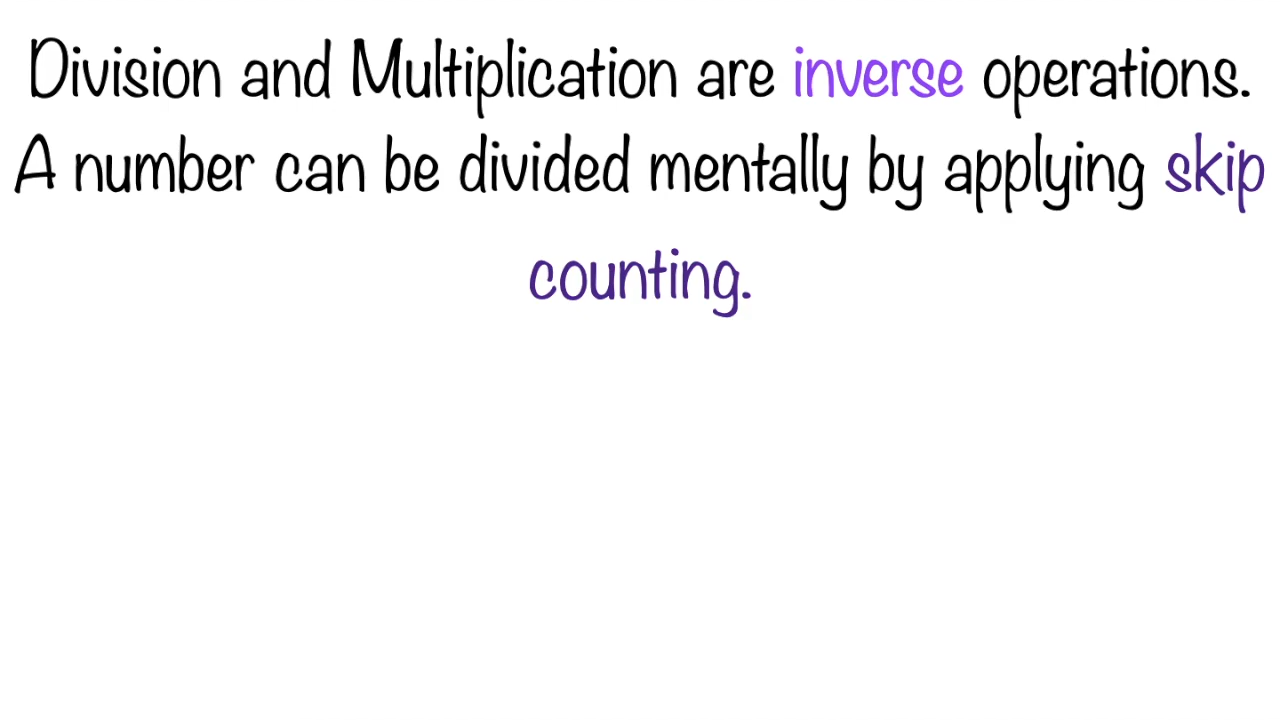 Division and Multiplication are inverse operations.
A number can be divided mentally by applying skip
counting.